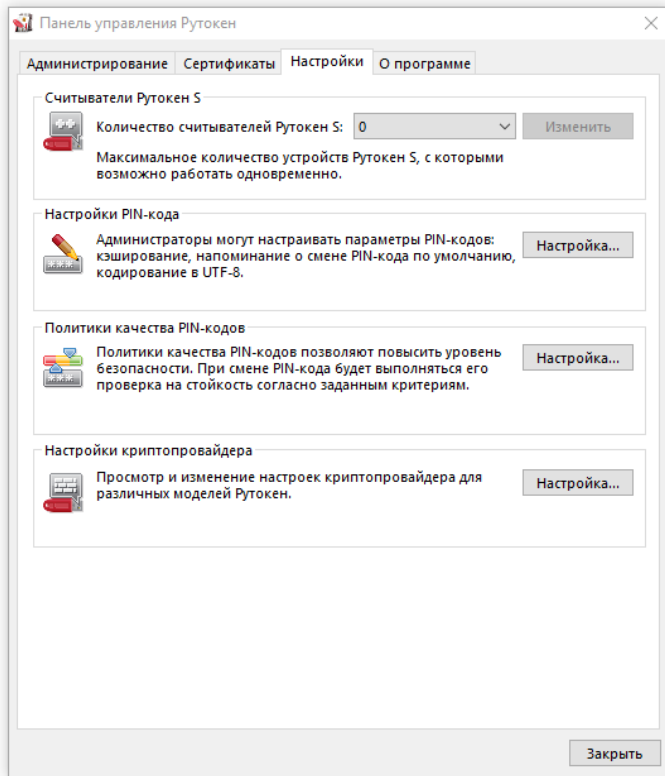 Панель управления Рутокен
Администрирование Сертификаты Настройки О программе
Считыватели Рутокен S
Количество считывателей Рутокен S: 0 Изменить
Максимальное количество устройств Рутокен S, с которыми
возможно работать одновременно.
Настройки PIN-кода
Администраторы могут настраивать параметры PIN-кодов:
кэширование, напоминание о смене PIN-кода по умолчанию,
кодирование в UTF-8.
Настройка...
Политики качества PIN-кодов
Политики качества PIN-кодов позволяют повысить уровень
безопасности. При смене PIN-кода будет выполняться его
проверка на стойкость согласно заданным критериям.
Настройка...
Настройки криптопровайдера
Просмотр и изменение настроек криптопровайдера для
различных моделей Рутокен.
Настройка...
Закрыть